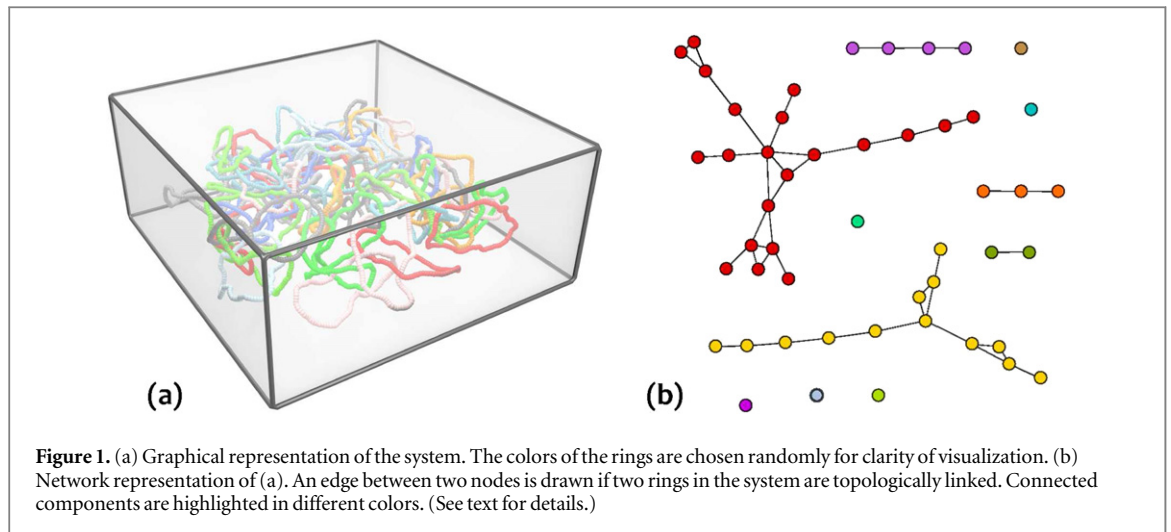 (a)
(b)
Figure 1. (a) Graphical representation of the system. The colors of the rings are chosen randomly for clarity of visualization. (b)
Network representation of (a). An edge between two nodes is drawn if two rings in the system are topologically linked. Connected
components are highlighted in different colors. (See text for details.)